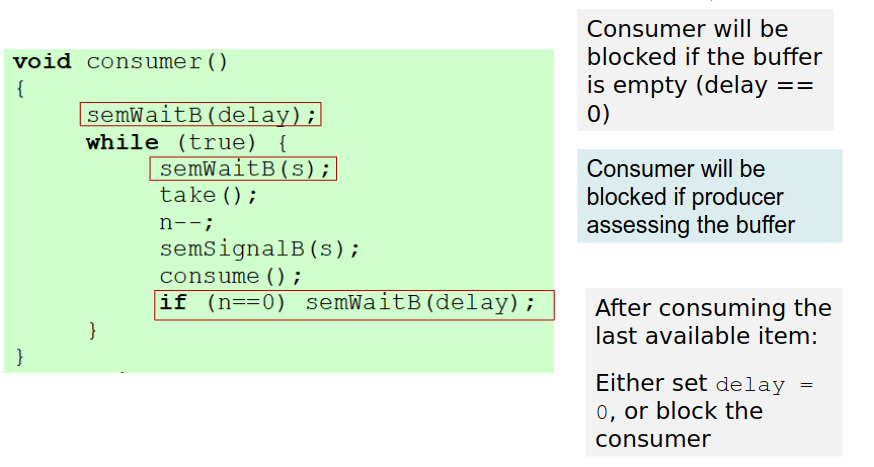 void consumer()
{
semWaitB(delay);
while (true) {
semWaitB(s);
take();
n--;
semSignalB(s);
consume();
if (n==0) semWaitB(delay);
}
}
Consumer will be
blocked if the buffer
is empty (delay ==
0)
Consumer will be
blocked if producer
assessing the buffer
After consuming the
last available item:
Either set delay =
0, or block the
consumer